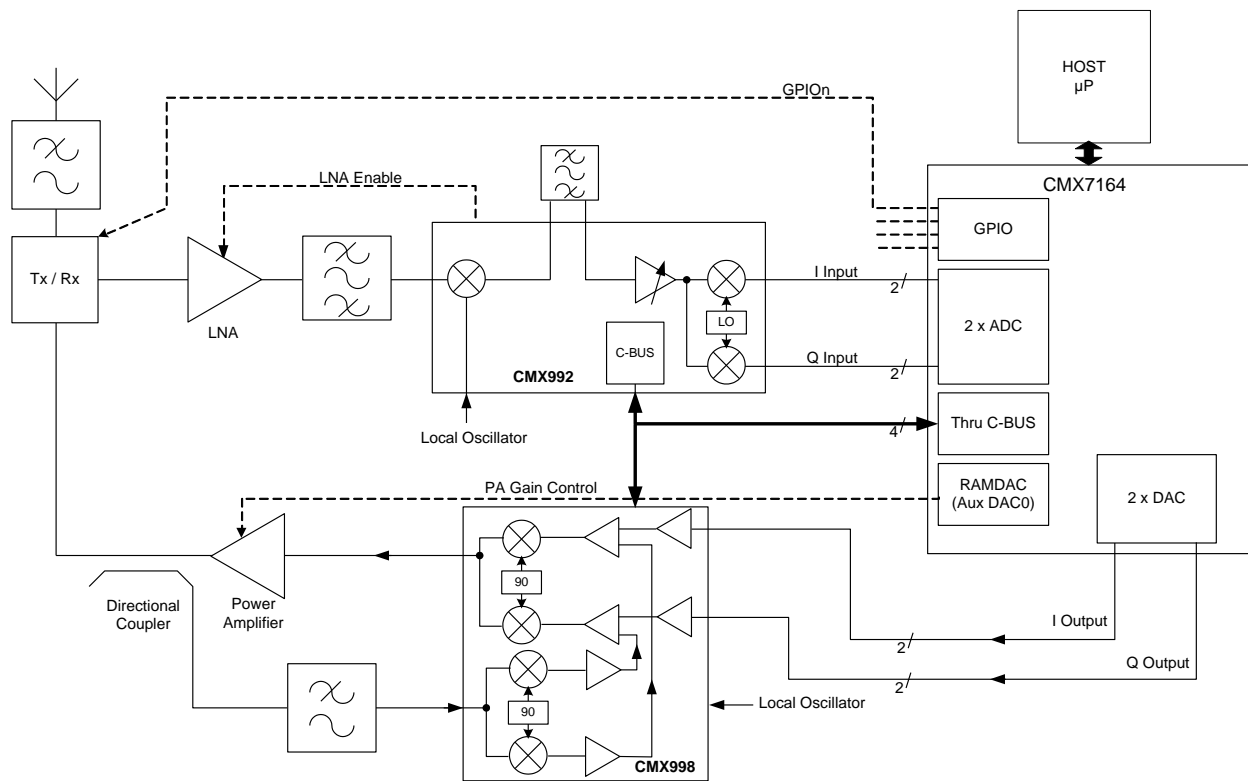 HOST
µP
GPIOn
CMX7164
LNA Enable
GPIO
Tx / Rx
I Input
2
LNA
LO
2 x ADC
C-BUS
Q Input
2
CMX992
Local Oscillator
4
Thru C-BUS
PA Gain Control
RAMDAC
(Aux DAC0)
2 x DAC
90
Directional
Coupler
Power
Amplifier
I Output
2
Q Output
2
90
Local Oscillator
CMX998